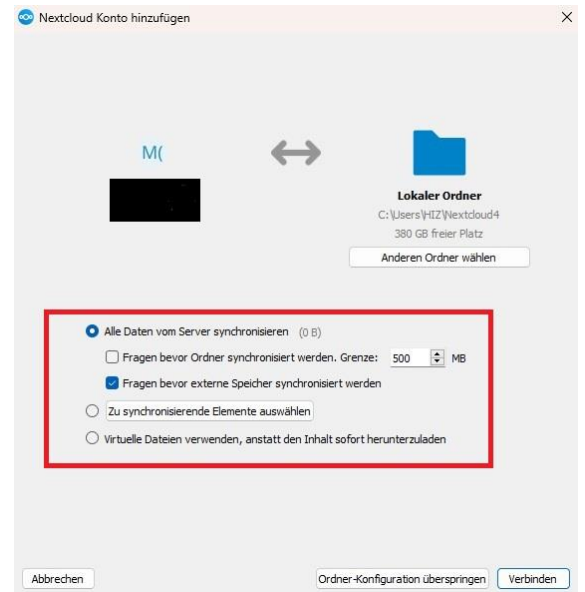 Nextcloud Konto hinzufügen
M(
Lokaler Ordner
C:\Users\HIZ\Nextcloud4
380 GB freier Platz
Anderen Ordner wählen
Alle Daten vom Server synchronisieren (0 B)
Fragen bevor Ordner synchronisiert werden. Grenze: 500 MB
Fragen bevor externe Speicher synchronisiert werden
Zu synchronisierende Elemente auswählen
Virtuelle Dateien verwenden, anstatt den Inhalt sofort herunterzuladen
Abbrechen Ordner-Konfiguration überspringen Verbinden